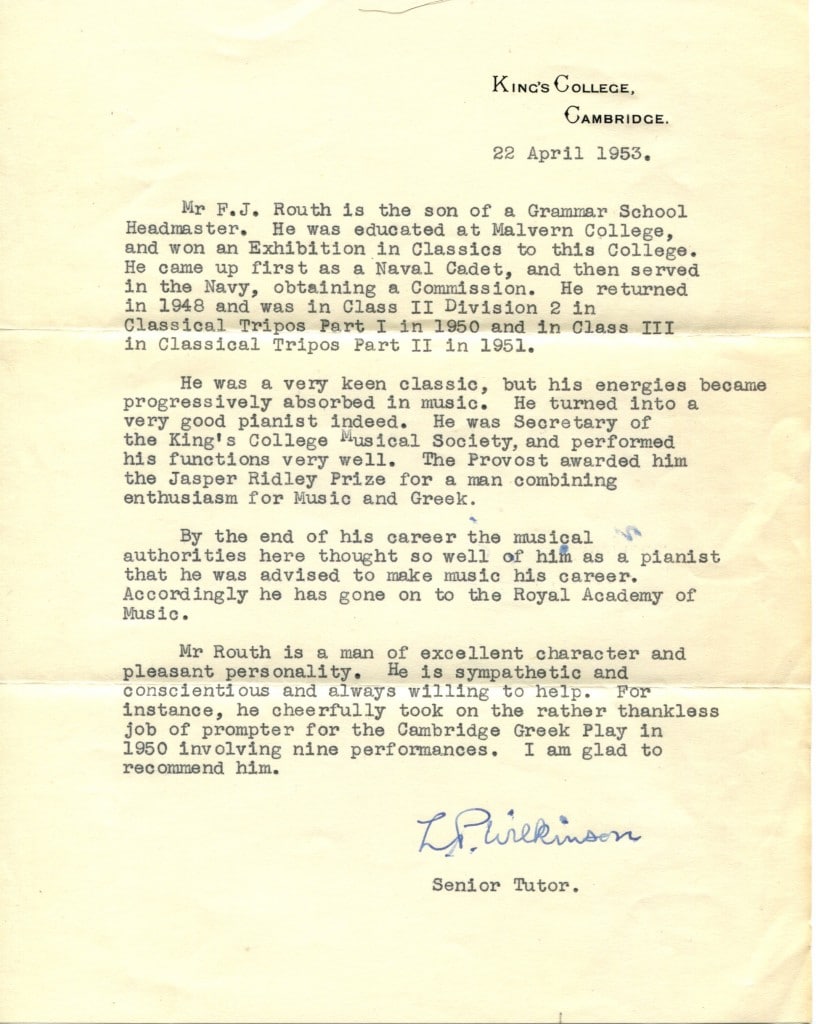 KING'S COLLEGE,
CAMBRIDGE.
22 April 1953.
Mr F.J. Routh is the son of a Grammar School
Headmaster. He was educated at Malvern College,
and won an Exhibition in Classics to this College.
He came up first as a Naval Cadet, and then served
in the Navy, obtaining a Commission. He returned
in 1948 and was in Class II Division 2 in
Classical Tripos Part I in 1950 and in Class III
in Classical Tripos Part II in 1951.
He was a very keen classic, but his energies became
progressively absorbed in music. He turned into a
very good pianist indeed. He was Secretary of
the King's College Musical Society, and performed
his functions very well. The Provost awarded him
the Jasper Ridley Prize for a man combining
enthusiasm for Music and Greek.
By the end of his career the musical
authorities here thought so well of him as a pianist
that he was advised to make music his career.
Accordingly he has gone on to the Royal Academy of
Music.
Mr Routh is a man of excellent character and
pleasant personality. He is sympathetic and
conscientious and always willing to help. For
instance, he cheerfully took on the rather thankless
job of prompter for the Cambridge Greek Play in
1950 involving nine performances. I am glad to
recommend him.
L.P. Wilkinson
Senior Tutor.